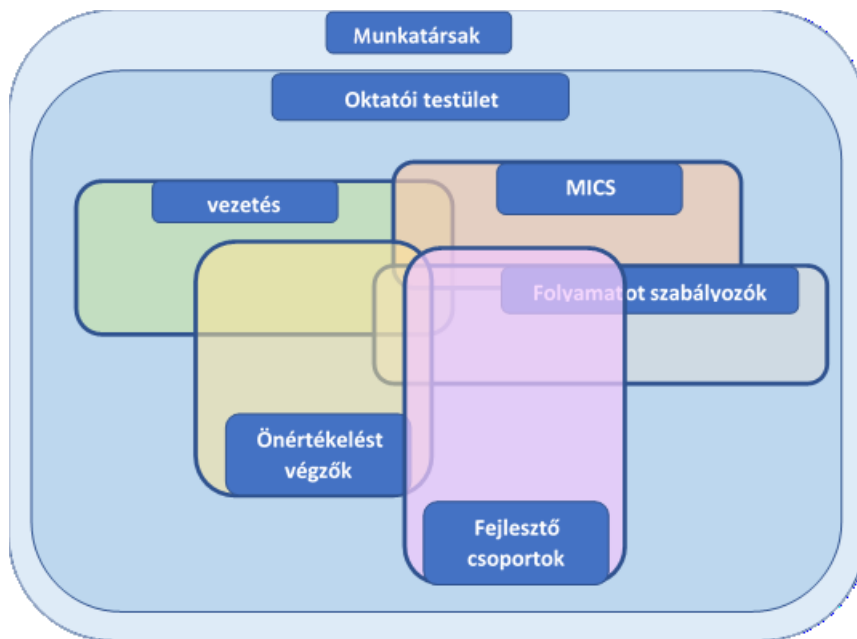 Munkatársak
Oktatói testület
vezetés
MICS
Folyamatot szabályozók
Önértékelést
végzők
Fejlesztő
csoportok